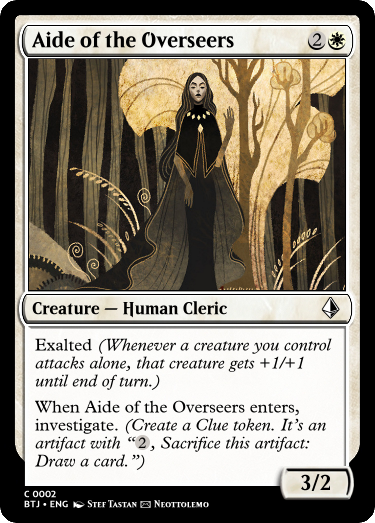 Aide of the Overseers 2
Creature — Human Cleric
Exalted (Whenever a creature you control
attacks alone, that creature gets +1/+1
until end of turn.)
When Aide of the Overseers enters,
investigate. (Create a Clue token. It's an
artifact with “2, Sacrifice this artifact:
Draw a card.”)
3/2
C 0002
BTJ • ENG Stef Tastan Neottolemo